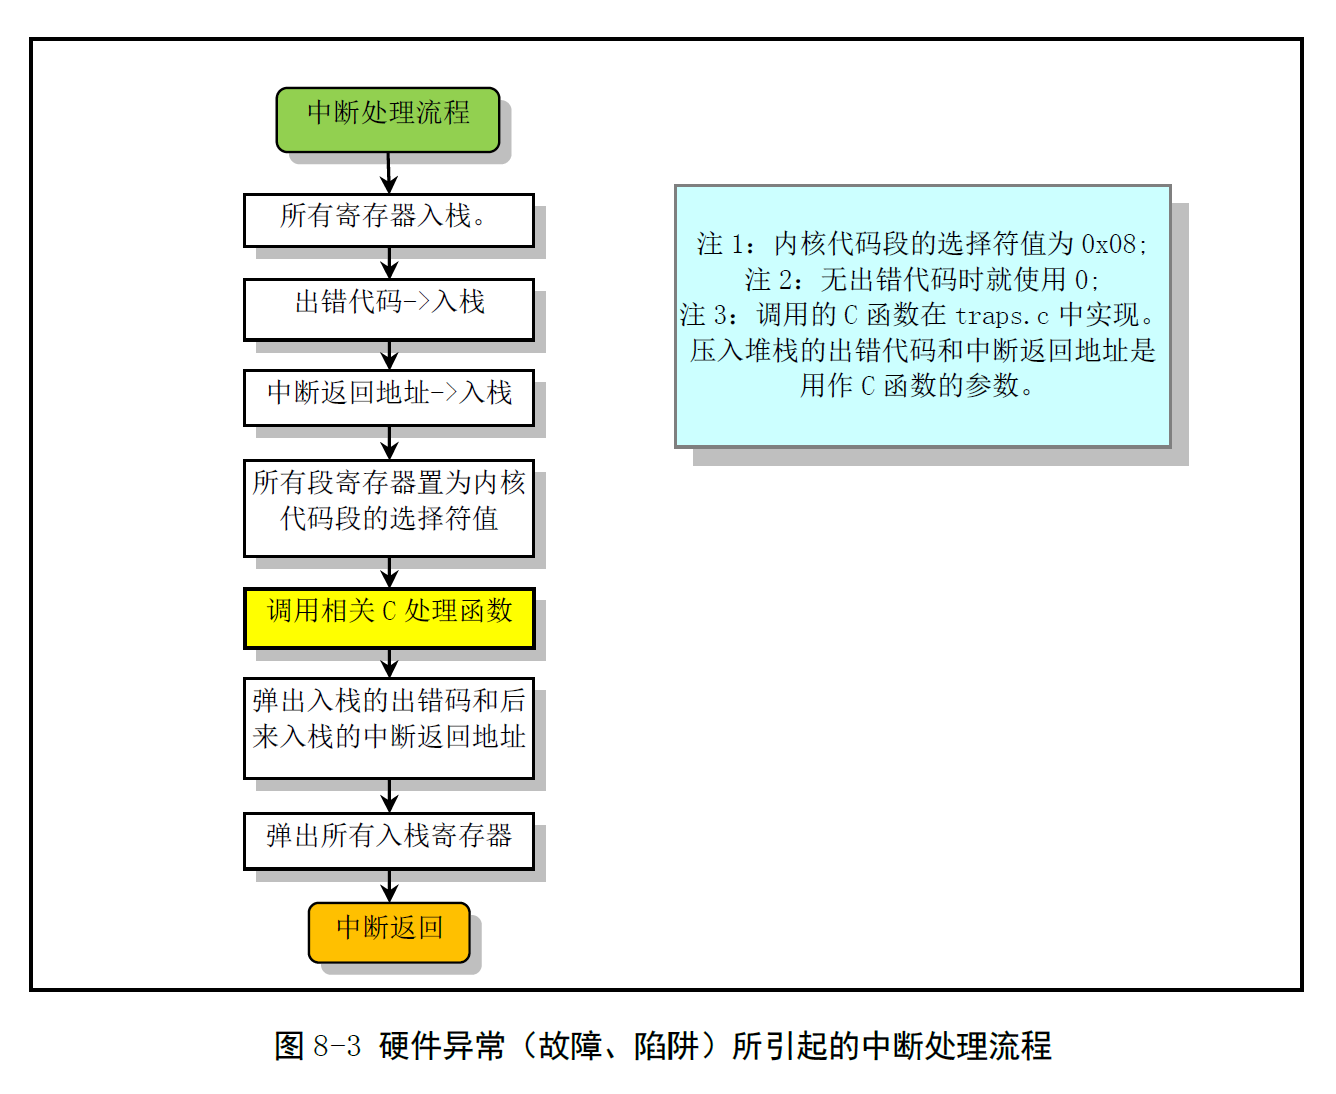 中断处理流程
所有寄存器入栈。
出错代码->入栈
中断返回地址->入栈
所有段寄存器置为内核
代码段的选择符值
调用相关 C 处理函数
弹出入栈的出错码和后
来入栈的中断返回地址
弹出所有入栈寄存器
中断返回
注 1：内核代码段的选择符值为 0x08;
注 2：无出错代码时就使用 0;
注 3：调用的 C 函数在 traps.c 中实现。
压入堆栈的出错代码和中断返回地址是
用作 C 函数的参数。
图 8-3 硬件异常（故障、陷阱）所引起的中断处理流程